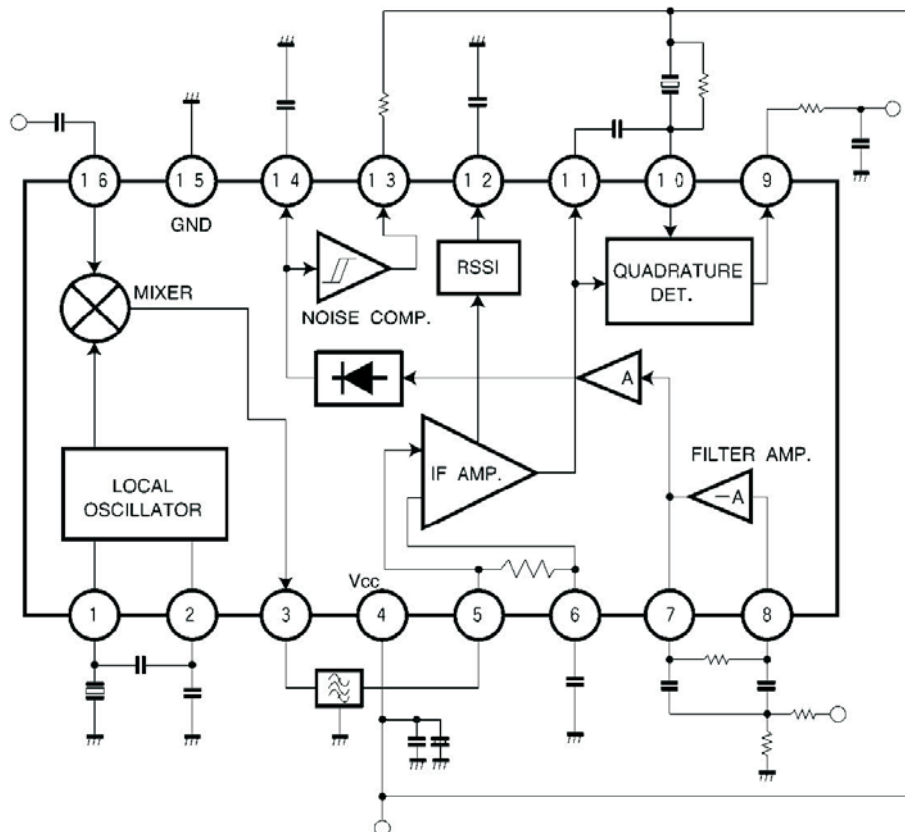 16 15 14 13 12 11 10 9
GND
MIXER
NOISE COMP.
RSSI
QUADRATURE
DET.
A
IF AMP.
FILTER AMP.
−A
LOCAL
OSCILLATOR
Vcc
1 2 3 4 5 6 7 8